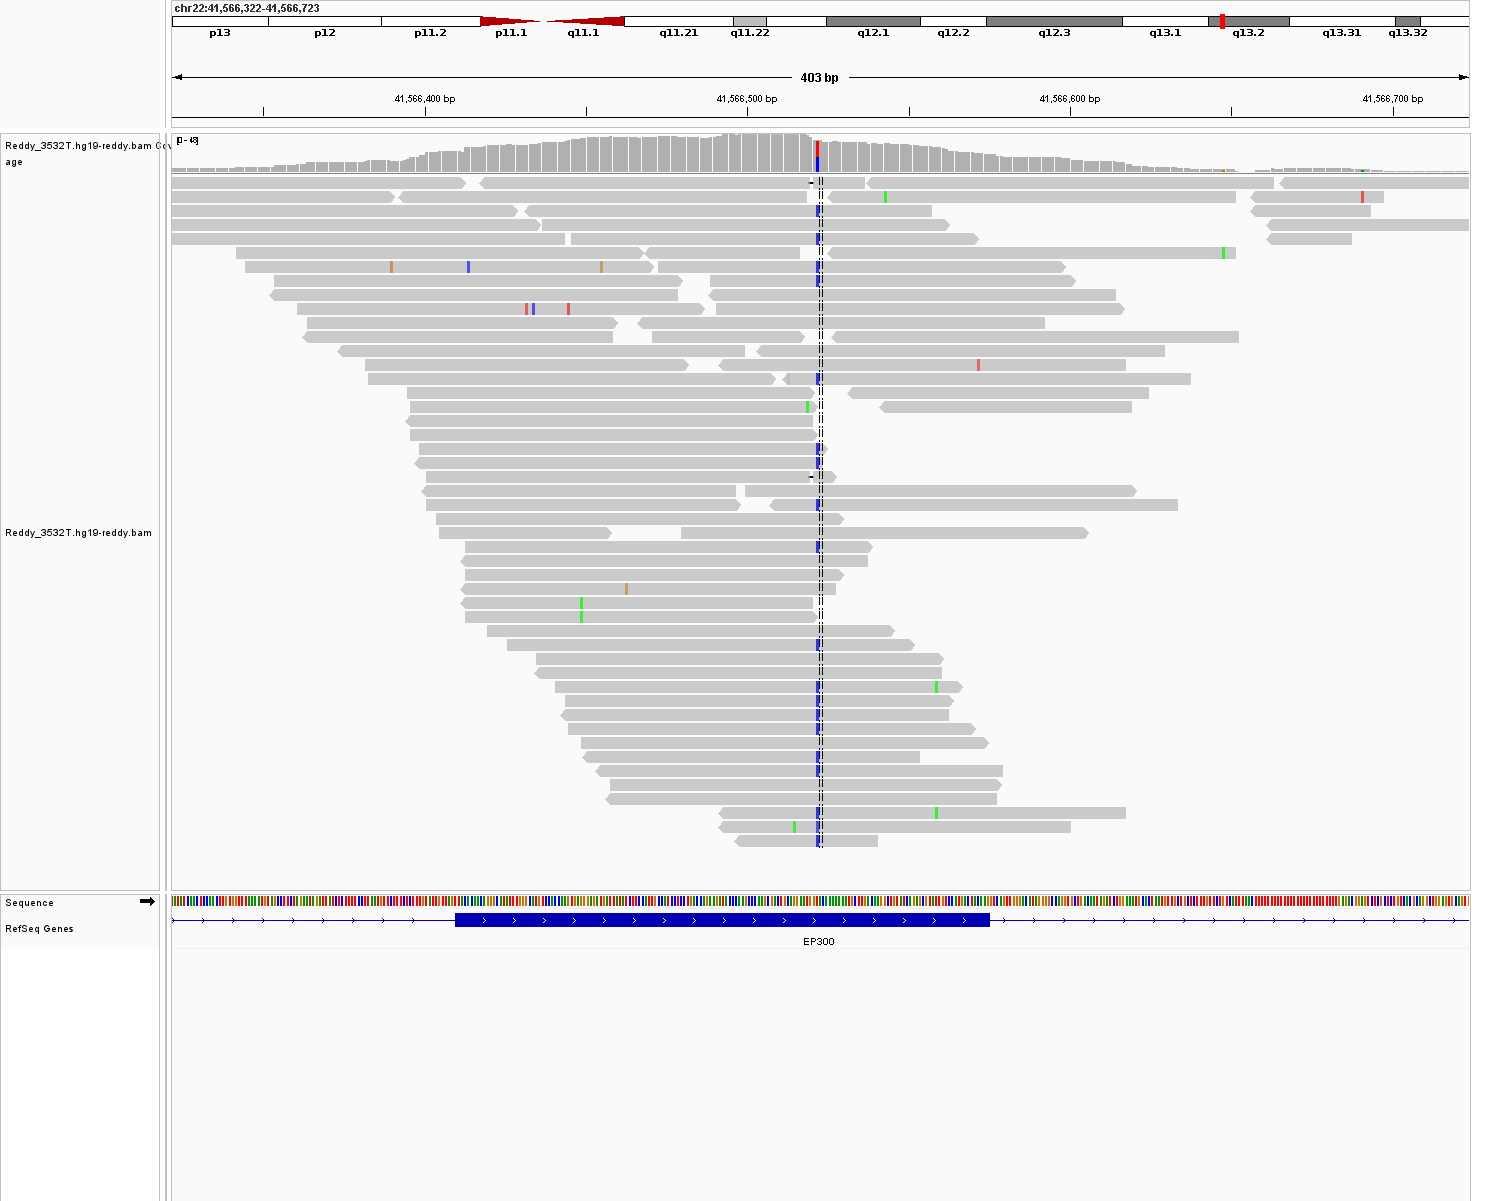 chr22:41,566,322-41,566,723
p13 p12 p11.2 p11.1 q11.1 q11.21 q11.22 q12.1 q12.2 q12.3 q13.1 q13.2 q13.31 q13.32
403 bp
41,566,400 bp 41,566,500 bp 41,566,600 bp 41,566,700 bp
Reddy_3532T.hg19-reddy.bam Cov
age
Reddy_3532T.hg19-reddy.bam
Sequence
RefSeq Genes
EP300